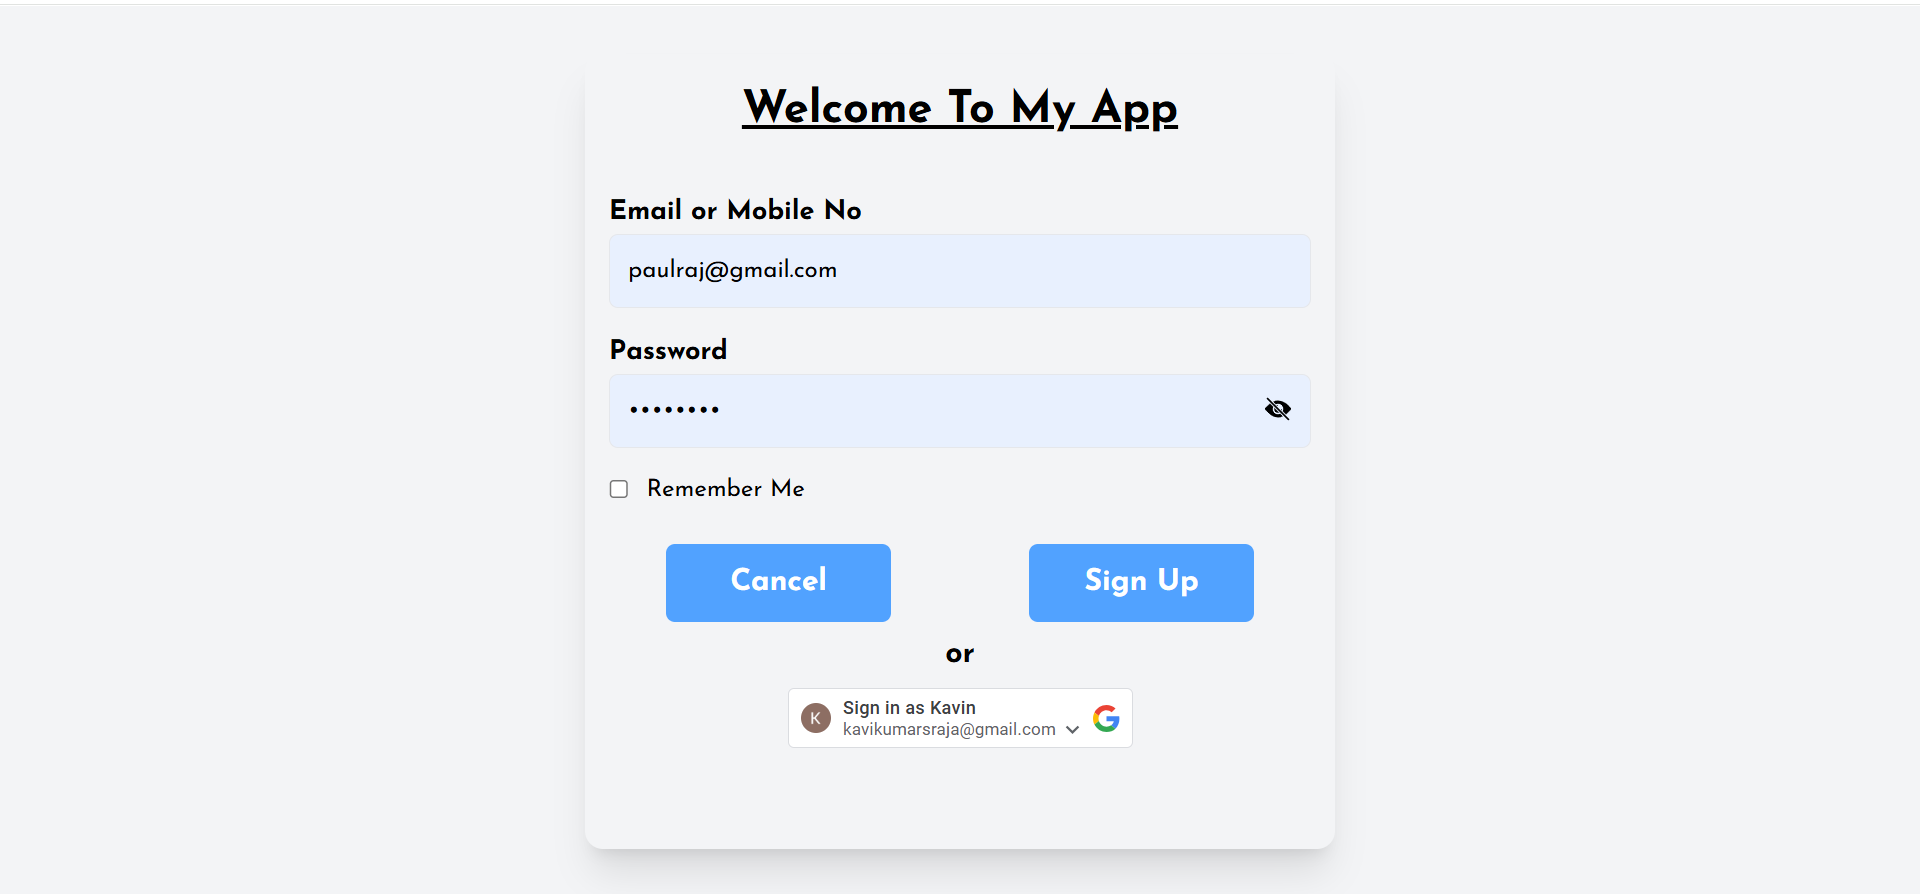 Welcome To My App
Email or Mobile No
paulraj@gmail.com
Password
••••••••
Remember Me
Cancel
Sign Up
or
K
Sign in as Kavin
kavikumarsraja@gmail.com